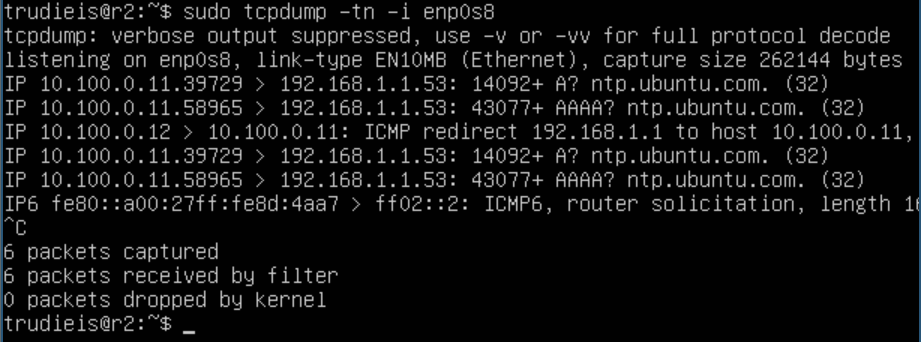 trudieis@r2:~$ sudo tcpdump -tn -i enp0s8
tcpdump: verbose output suppressed, use -v or -vv for full protocol decode
listening on enp0s8, link-type EN10MB (Ethernet), capture size 262144 bytes
IP 10.100.0.11.39729 > 192.168.1.1.53: 14092+ A? ntp.ubuntu.com. (32)
IP 10.100.0.11.58965 > 192.168.1.1.53: 43077+ AAAA? ntp.ubuntu.com. (32)
IP 10.100.0.12 > 10.100.0.11: ICMP redirect 192.168.1.1 to host 10.100.0.11,
IP 10.100.0.11.39729 > 192.168.1.1.53: 14092+ A? ntp.ubuntu.com. (32)
IP 10.100.0.11.58965 > 192.168.1.1.53: 43077+ AAAA? ntp.ubuntu.com. (32)
IP6 fe80::a00:27ff:fe8d:4aa7 > ff02::2: ICMP6, router solicitation, length 16
^C
6 packets captured
6 packets received by filter
0 packets dropped by kernel
trudieis@r2:~$ _